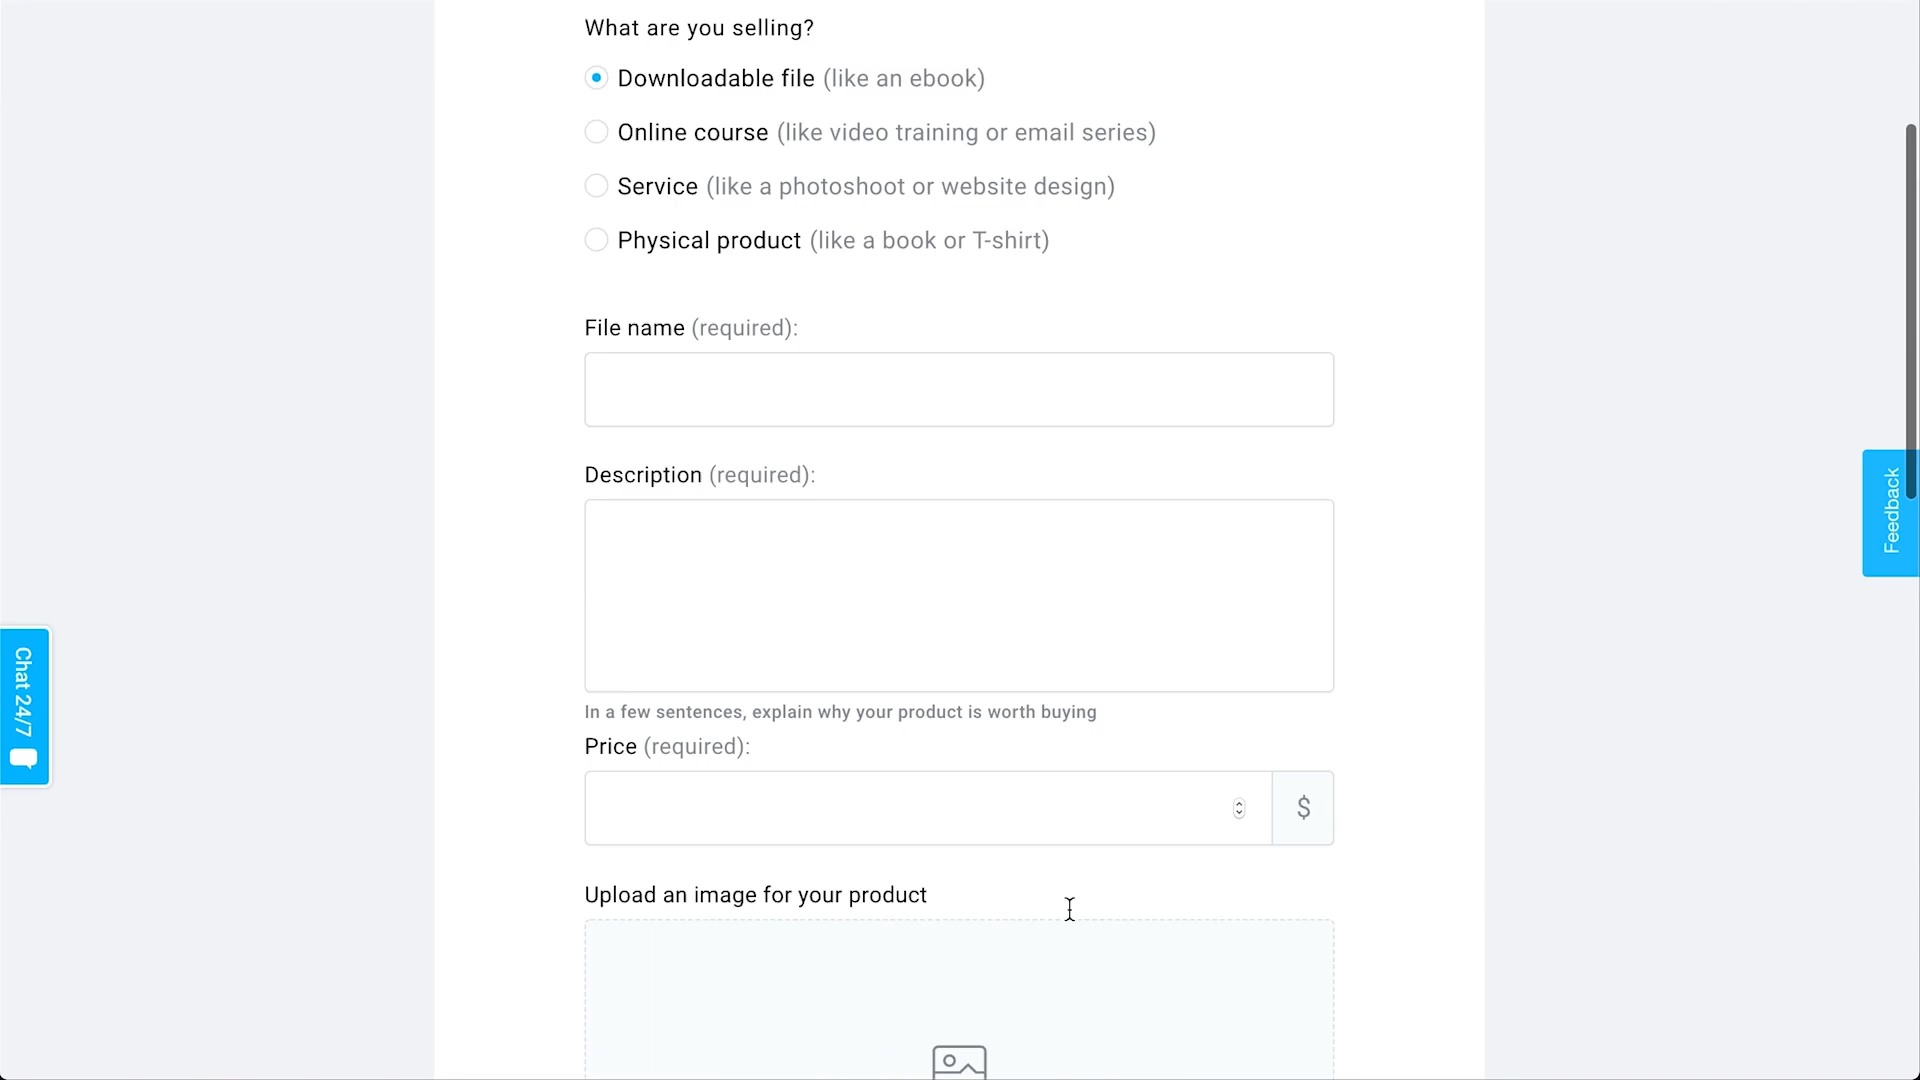 What are you selling?
Downloadable file (like an ebook)
Online course (like video training or email series)
Service (like a photoshoot or website design)
Physical product (like a book or T-shirt)
File name (required):
Description (required):
In a few sentences, explain why your product is worth buying
Price (required):
$
Upload an image for your product
Feedback
Chat 24/7